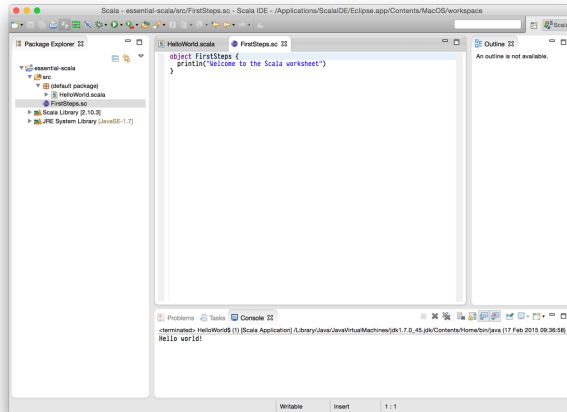 Scala - essential-scala/src/FirstSteps.sc - Scala IDE - /Applications/ScalaIDE/Eclipse.app/Contents/MacOS/workspace
Scala
Package Explorer
essential-scala
src
(default package)
HelloWorld.scala
FirstSteps.sc
Scala Library [2.10.3]
JRE System Library [JavaSE-1.7]
HelloWorld.scala FirstSteps.sc
object FirstSteps {
println("Welcome to the Scala worksheet")
}
Outline
An outline is not available.
Problems Tasks Console
<terminated> HelloWorld$ (1) [Scala Application] /Library/Java/JavaVirtualMachines/jdk1.7.0_45.jdk/Contents/Home/bin/java (17 Feb 2015 09:36:58)
Hello world!
Writable Insert 1 : 1